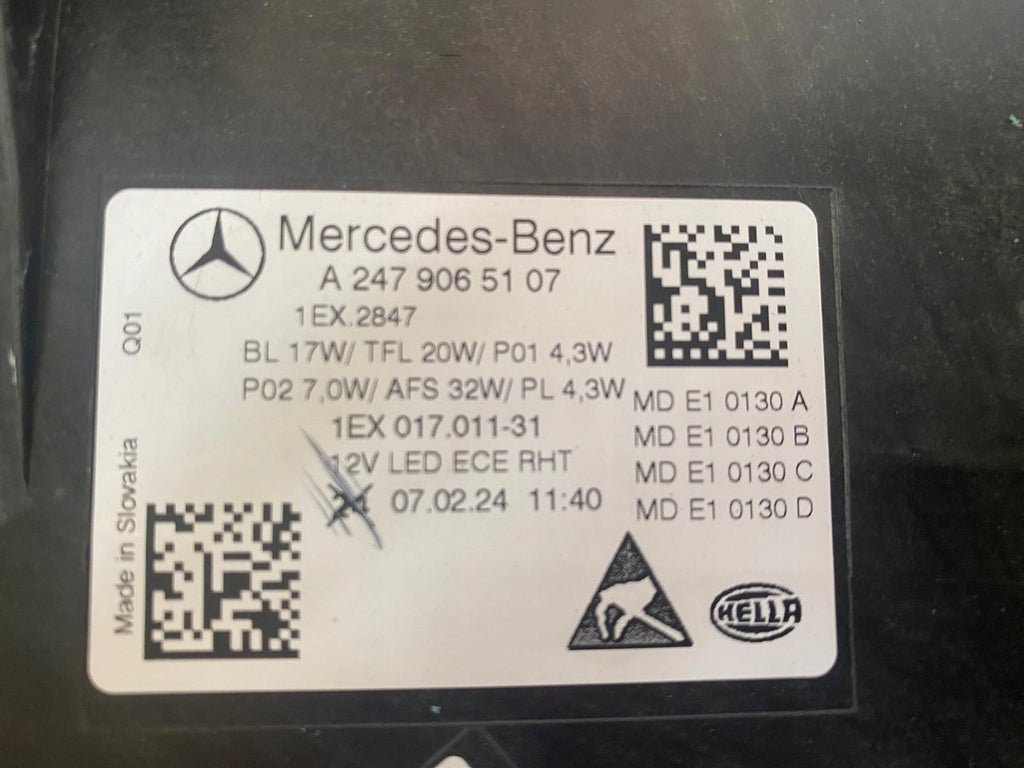 Mercedes-Benz
A 247 906 51 07
1EX.2847
BL 17W/ TFL 20W/ P01 4,3W
P02 7,0W/ AFS 32W/ PL 4,3W
1EX 017.011-31
12V LED ECE RHT
07.02.24 11:40
MD E1 0130 A
MD E1 0130 B
MD E1 0130 C
MD E1 0130 D
HELLA
Q01
Made in Slovakia